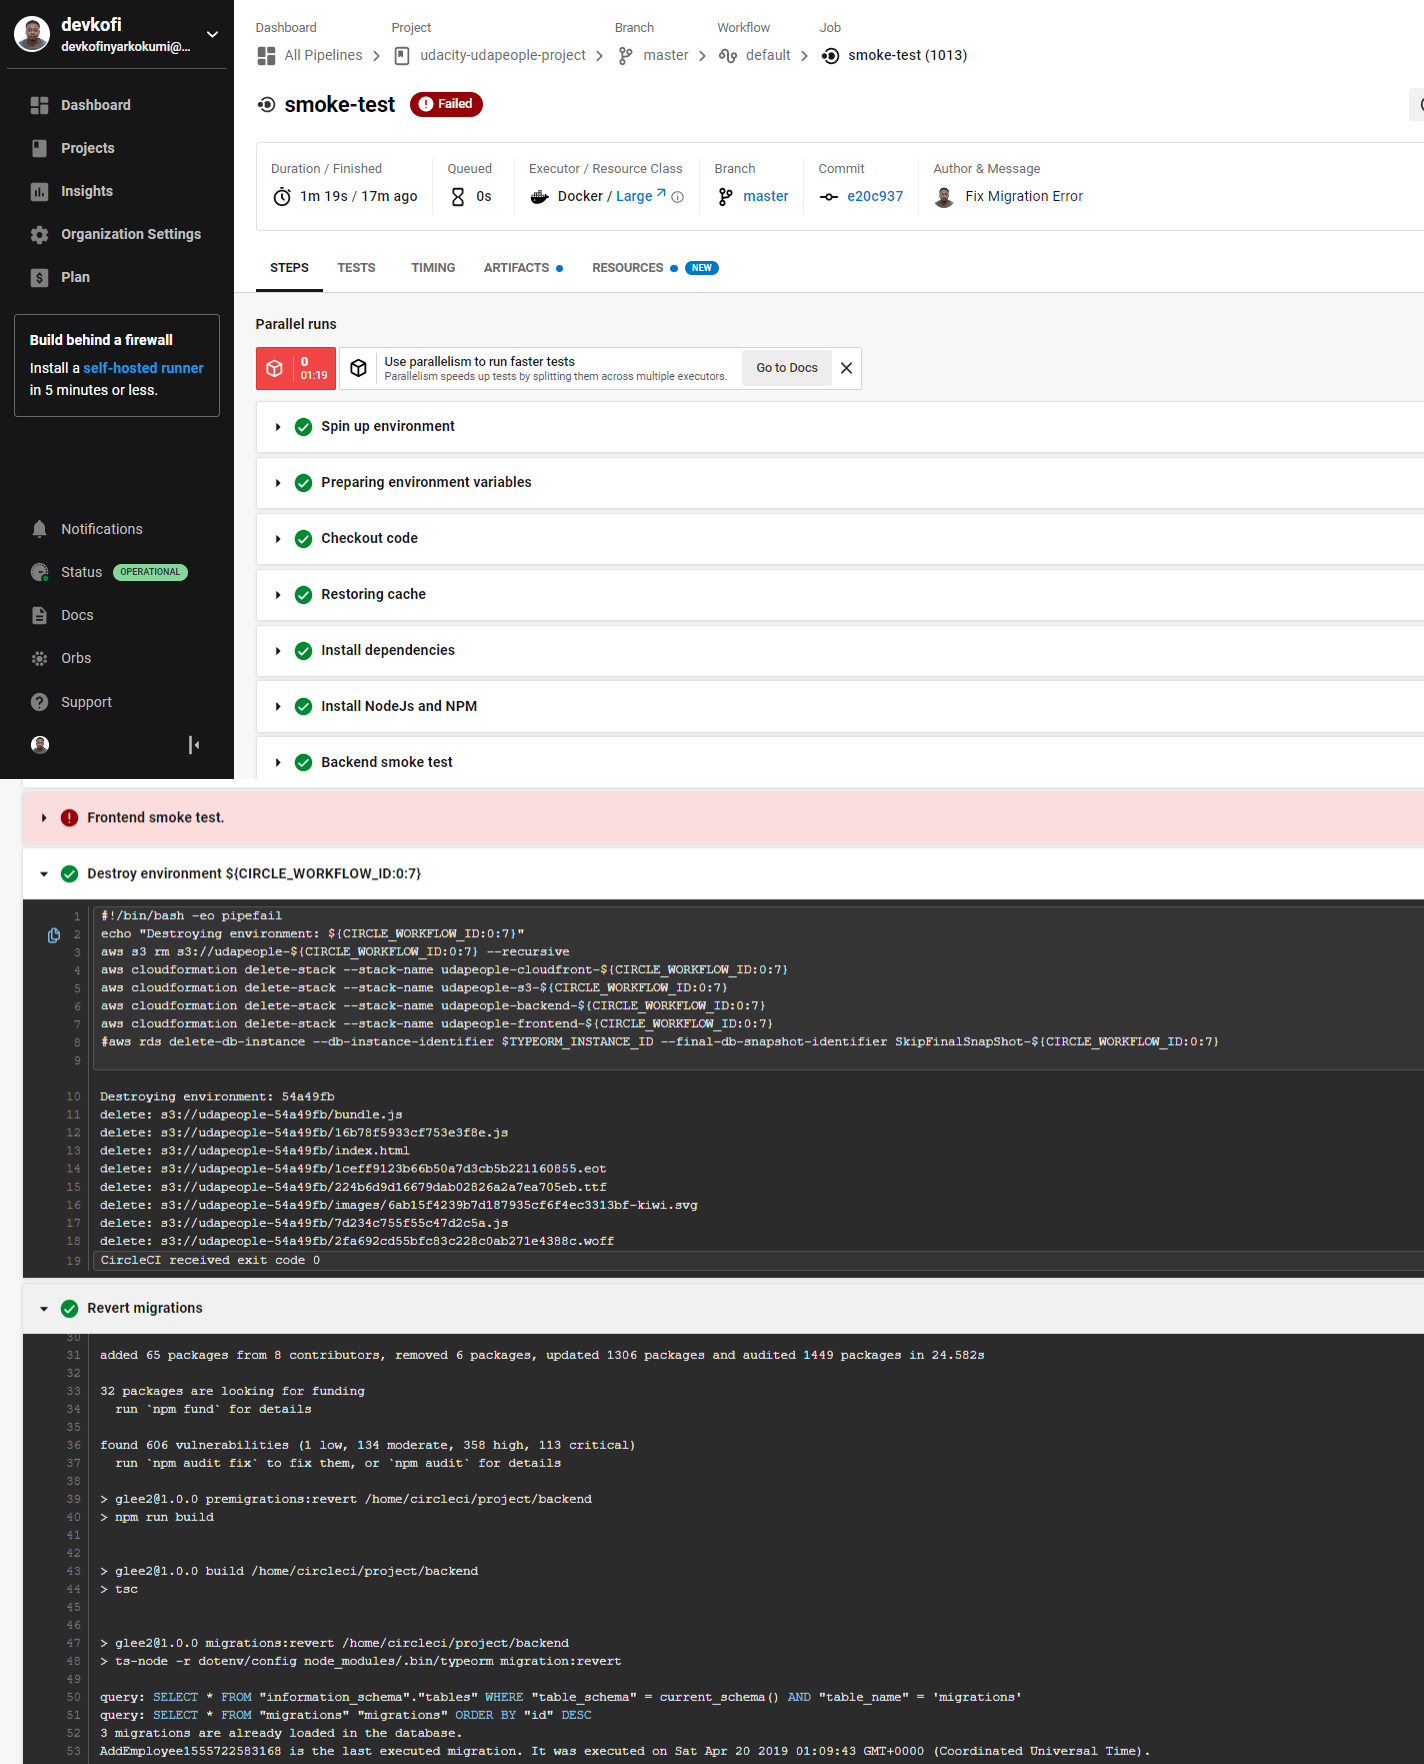 devkofi
devkofinyarkokumi@...
Dashboard
Projects
Insights
Organization Settings
Plan
Build behind a firewall
Install a self-hosted runner
in 5 minutes or less.
Notifications
Status OPERATIONAL
Docs
Orbs
Support
Dashboard Project Branch Workflow Job
All Pipelines udacity-udapeople-project master default smoke-test (1013)
smoke-test Failed
Duration / Finished Queued Executor / Resource Class Branch Commit Author & Message
1m 19s / 17m ago 0s Docker / Large master e20c937 Fix Migration Error
STEPS TESTS TIMING ARTIFACTS RESOURCES NEW
Parallel runs
0
01:19
Use parallelism to run faster tests
Parallelism speeds up tests by splitting them across multiple executors.
Go to Docs
Spin up environment
Preparing environment variables
Checkout code
Restoring cache
Install dependencies
Install NodeJs and NPM
Backend smoke test
Frontend smoke test.
Destroy environment ${CIRCLE_WORKFLOW_ID:0:7}
1 #!/bin/bash -eo pipefail
2 echo "Destroying environment: ${CIRCLE_WORKFLOW_ID:0:7}"
3 aws s3 rm s3://udapeople-${CIRCLE_WORKFLOW_ID:0:7} --recursive
4 aws cloudformation delete-stack --stack-name udapeople-cloudfront-${CIRCLE_WORKFLOW_ID:0:7}
5 aws cloudformation delete-stack --stack-name udapeople-s3-${CIRCLE_WORKFLOW_ID:0:7}
6 aws cloudformation delete-stack --stack-name udapeople-backend-${CIRCLE_WORKFLOW_ID:0:7}
7 aws cloudformation delete-stack --stack-name udapeople-frontend-${CIRCLE_WORKFLOW_ID:0:7}
8 #aws rds delete-db-instance --db-instance-identifier $TYPEORM_INSTANCE_ID --final-db-snapshot-identifier SkipFinalSnapShot-${CIRCLE_WORKFLOW_ID:0:7}
9
10 Destroying environment: 54a49fb
11 delete: s3://udapeople-54a49fb/bundle.js
12 delete: s3://udapeople-54a49fb/16b78f5933cf753e3f8e.js
13 delete: s3://udapeople-54a49fb/index.html
14 delete: s3://udapeople-54a49fb/1ceff9123b66b50a7d3cb5b221160855.eot
15 delete: s3://udapeople-54a49fb/224b6d9d16679dab02826a2a7ea705eb.ttf
16 delete: s3://udapeople-54a49fb/images/6ab15f4239b7d187935cf6f4ec3313bf-kiwi.svg
17 delete: s3://udapeople-54a49fb/7d234c755f55c47d2c5a.js
18 delete: s3://udapeople-54a49fb/2fa692cd55bfc83c228c0ab271e4388c.woff
19 CircleCI received exit code 0
Revert migrations
30
31 added 65 packages from 8 contributors, removed 6 packages, updated 1306 packages and audited 1449 packages in 24.582s
32
33 32 packages are looking for funding
34 run `npm fund` for details
35
36 found 606 vulnerabilities (1 low, 134 moderate, 358 high, 113 critical)
37 run `npm audit fix` to fix them, or `npm audit` for details
38
39 > glee2@1.0.0 premigrations:revert /home/circleci/project/backend
40 > npm run build
41
42
43 > glee2@1.0.0 build /home/circleci/project/backend
44 > tsc
45
46
47 > glee2@1.0.0 migrations:revert /home/circleci/project/backend
48 > ts-node -r dotenv/config node_modules/.bin/typeorm migration:revert
49
50 query: SELECT * FROM "information_schema"."tables" WHERE "table_schema" = current_schema() AND "table_name" = 'migrations'
51 query: SELECT * FROM "migrations" "migrations" ORDER BY "id" DESC
52 3 migrations are already loaded in the database.
53 AddEmployee1555722583168 is the last executed migration. It was executed on Sat Apr 20 2019 01:09:43 GMT+0000 (Coordinated Universal Time).